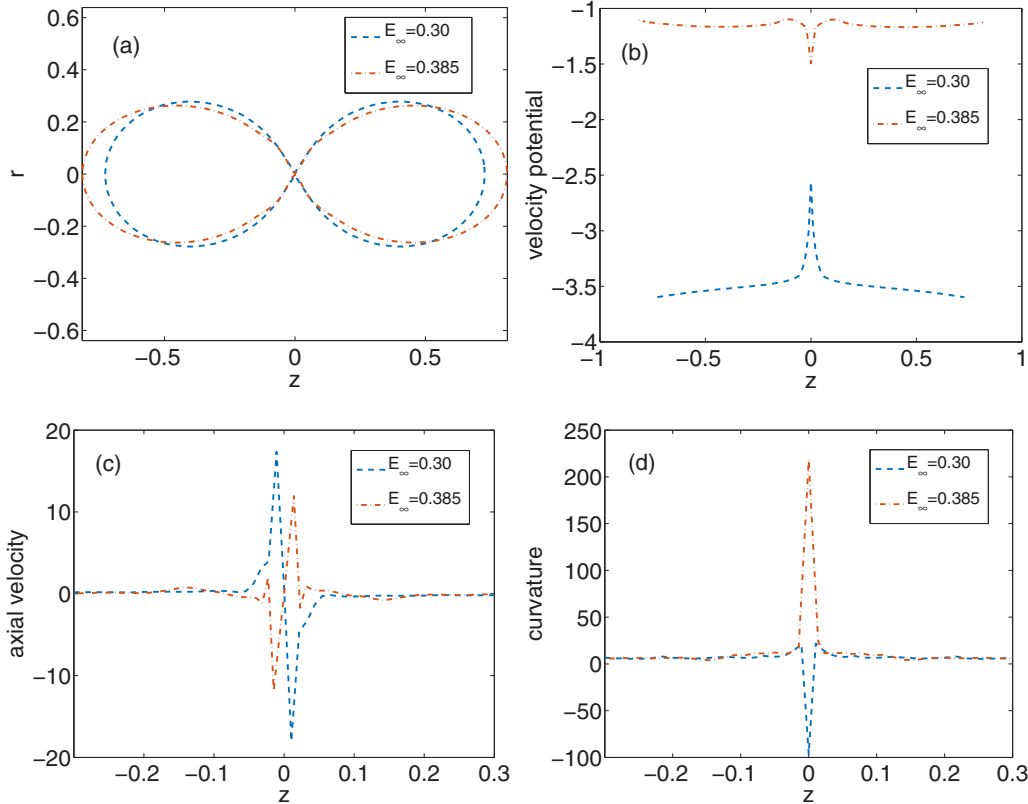 (a)
E∞=0.30
E∞=0.385
0.6
0.4
0.2
0
−0.2
−0.4
−0.6
r
−0.5
0
0.5
z
(b)
E∞=0.30
E∞=0.385
−1
−1.5
−2
−2.5
−3
−3.5
−4
velocity potential
−1
−0.5
0
0.5
1
z
(c)
E∞=0.30
E∞=0.385
20
10
0
−10
−20
axial velocity
−0.2
−0.1
0
0.1
0.2
0.3
z
(d)
E∞=0.30
E∞=0.385
250
200
150
100
50
0
−50
−100
curvature
−0.2
−0.1
0
0.1
0.2
0.3
z